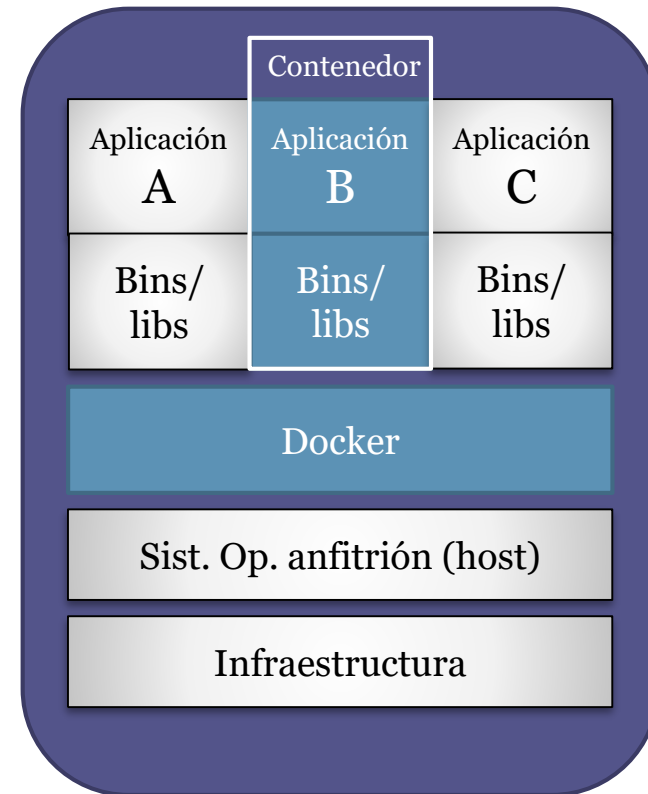 Contenedor
Aplicación
A
Aplicación
B
Aplicación
C
Bins/
libs
Bins/
libs
Bins/
libs
Docker
Sist. Op. anfitrión (host)
Infraestructura